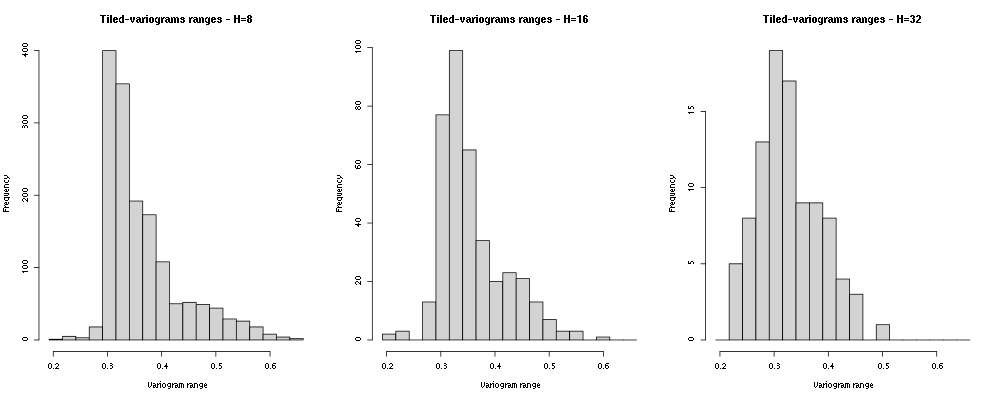 Tiled-variograms ranges - H=8
Tiled-variograms ranges - H=16
Tiled-variograms ranges - H=32
Frequency
0
100
200
300
400
0.2 0.3 0.4 0.5 0.6
Variogram range
Frequency
0
20
40
60
80
100
0.2 0.3 0.4 0.5 0.6
Variogram range
Frequency
0
5
10
15
0.2 0.3 0.4 0.5 0.6
Variogram range